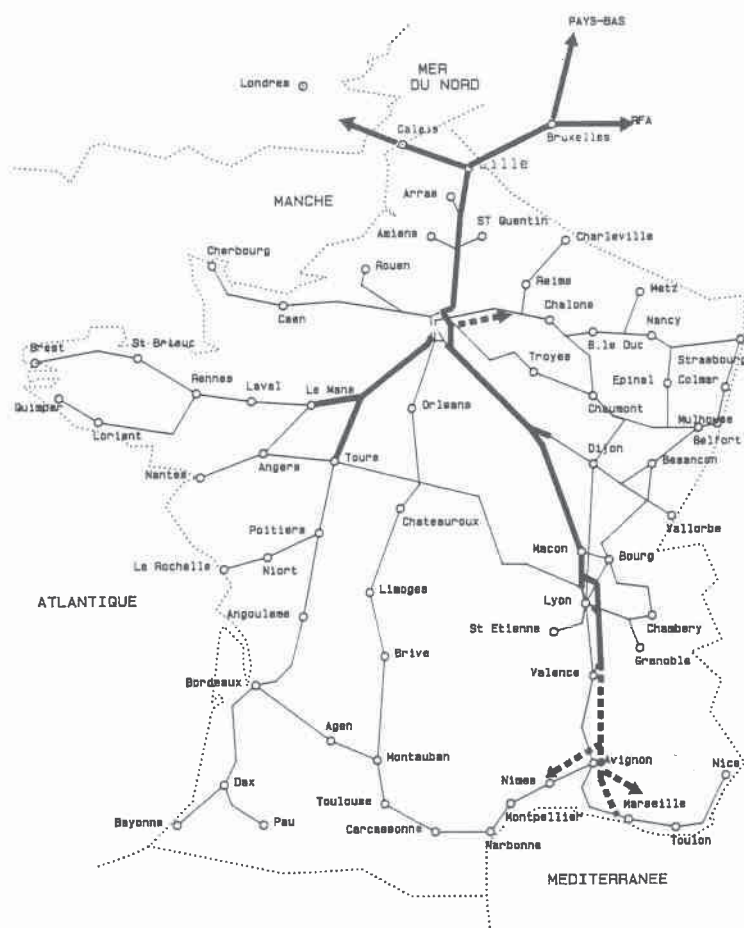 PAYS-BAS
MER
DU NORD
Londres
RFA
Calais
Bruxelles
Lille
MANCHE
Arras
Amiens
ST Quentin
Charleville
Cherbourg
Rouen
Reims
Metz
Caen
Chalons
B.le Duc
Nancy
Strasbourg
Brest
St Brieuc
Rennes
Laval
Le Mans
Troyes
Epinal
Colmar
Quimper
Lorient
Orleans
Chaumont
Mulhouse
Belfort
Nantes
Angers
Tours
Dijon
Besancon
Chateauroux
Vallorbe
Poitiers
Macon
Bourg
La Rochelle
Niort
Limoges
ATLANTIQUE
Lyon
Angouleme
St Etienne
Chambery
Grenoble
Brive
Valence
Bordeaux
Agen
Montauban
Avignon
Nice
Dax
Nimes
Toulouse
Montpellier
Marseille
Bayonne
Pau
Carcassonne
Narbonne
Toulon
MEDITERRANEE